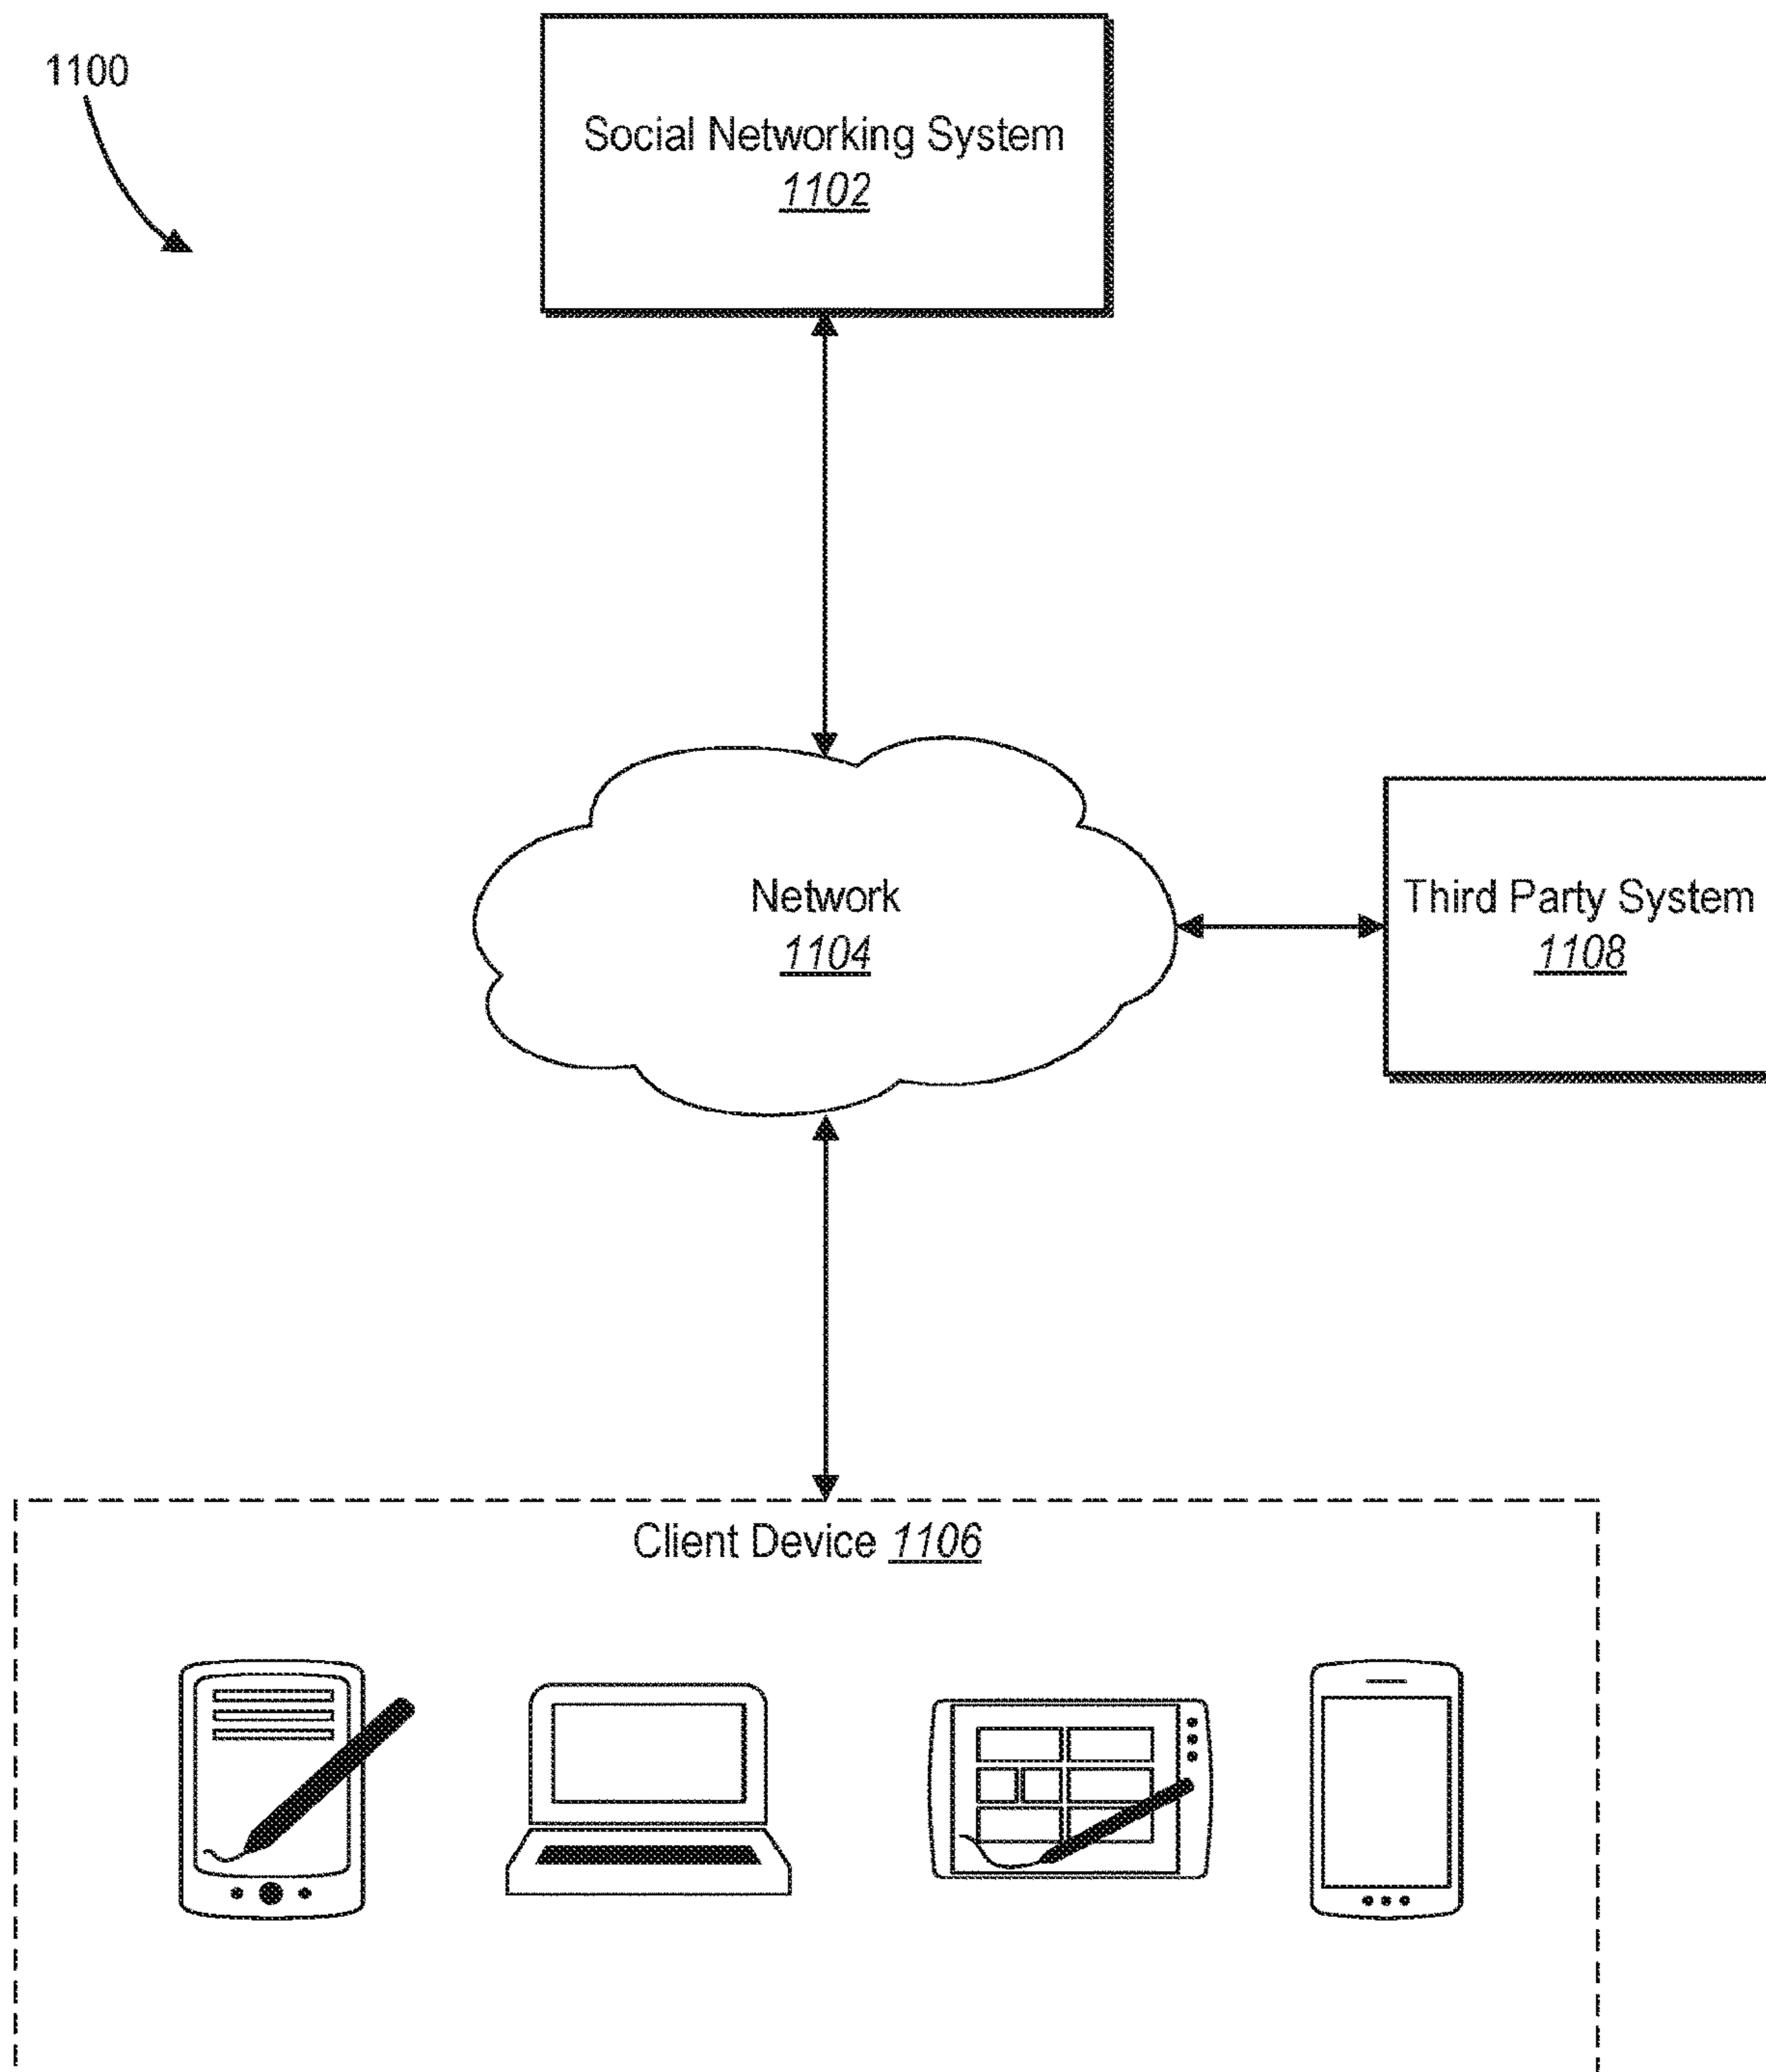 1100
Social Networking System
1102
Network
1104
Third Party System
1108
Client Device 1106